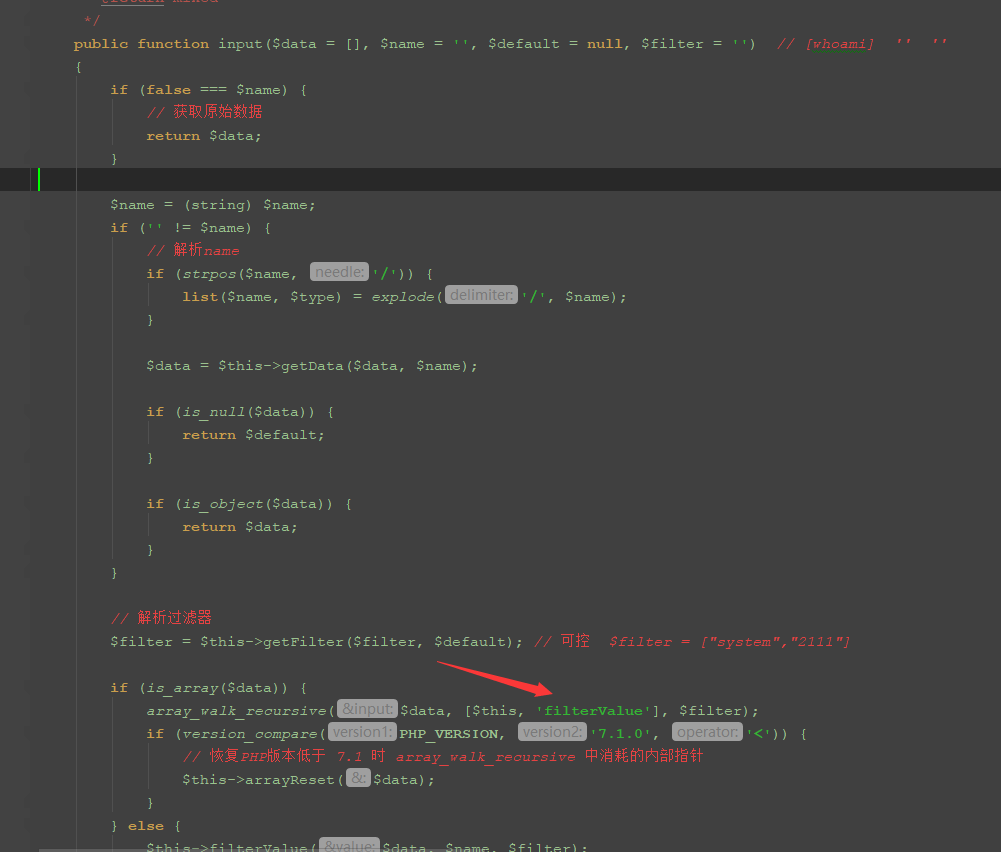 @return mixed
*/
public function input($data = [], $name = '', $default = null, $filter = '')  // [whoami]  ''  ''
{
if (false === $name) {
// 获取原始数据
return $data;
}
$name = (string) $name;
if ('' != $name) {
// 解析name
if (strpos($name, needle: '/')) {
list($name, $type) = explode( delimiter: '/', $name);
}
$data = $this->getData($data, $name);
if (is_null($data)) {
return $default;
}
if (is_object($data)) {
return $data;
}
}
// 解析过滤器
$filter = $this->getFilter($filter, $default); // 可控  $filter = ["system","2111"]
if (is_array($data)) {
array_walk_recursive( &input: $data, [$this, 'filterValue'], $filter);
if (version_compare( version1: PHP_VERSION, version2: '7.1.0', operator: '<')) {
// 恢复PHP版本低于 7.1 时 array_walk_recursive 中消耗的内部指针
$this->arrayReset( &: $data);
}
} else {
$this->filterValue( &value: $data, $name, $filter);